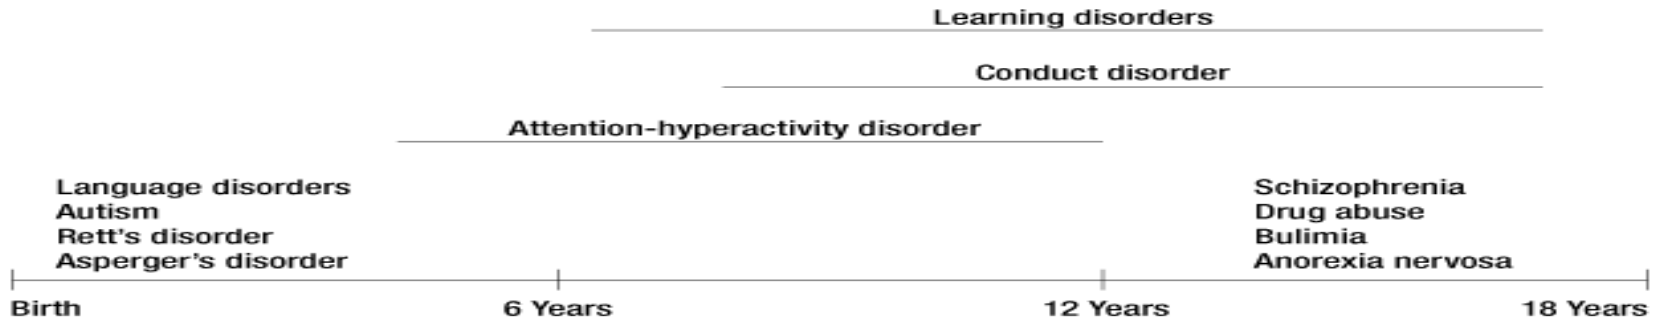 Learning disorders
Conduct disorder
Attention-hyperactivity disorder
Language disorders
Autism
Rett's disorder
Asperger's disorder
Schizophrenia
Drug abuse
Bulimia
Anorexia nervosa
Birth
6 Years
12 Years
18 Years